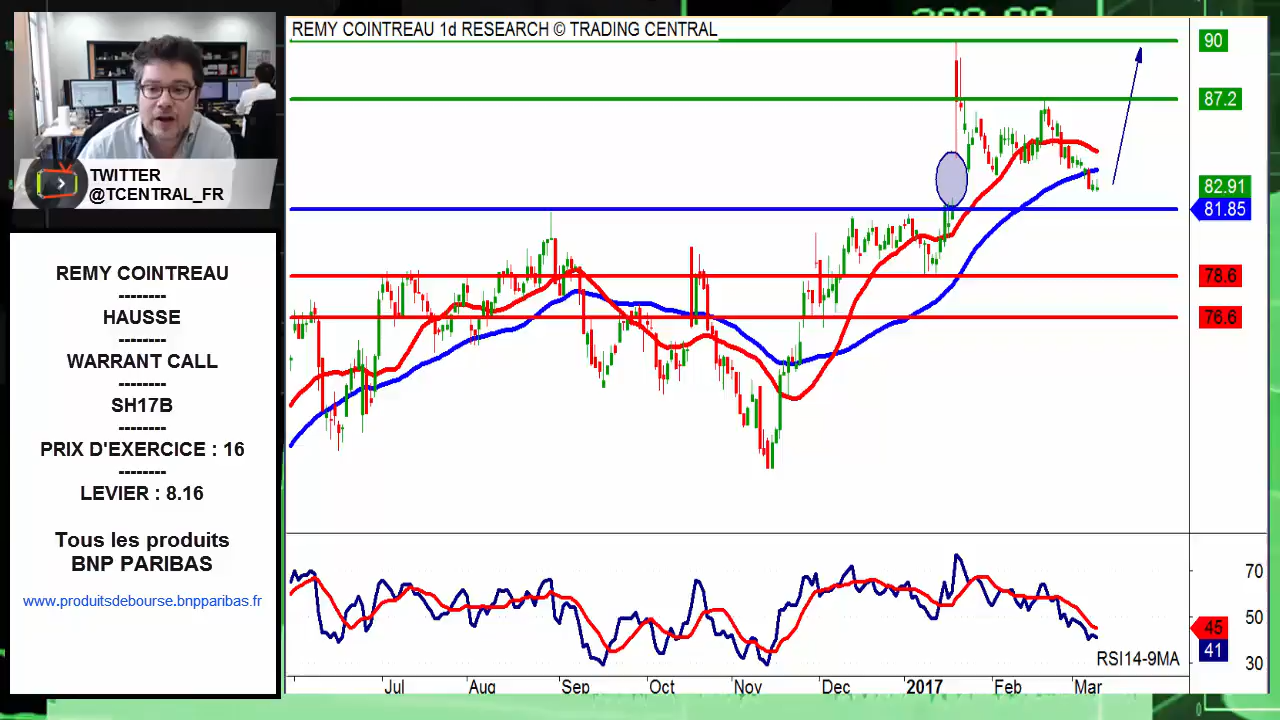 REMY COINTREAU 1d RESEARCH © TRADING CENTRAL
TWITTER
@TCENTRAL_FR
REMY COINTREAU
--------
HAUSSE
--------
WARRANT CALL
--------
SH17B
--------
PRIX D'EXERCICE : 16
--------
LEVIER : 8.16
Tous les produits
BNP PARIBAS
www.produitsdebourse.bnpparibas.fr
90
87.2
82.91
81.85
78.6
76.6
70
50
45
41
30
RSI14-9MA
Jul
Aug
Sep
Oct
Nov
Dec
2017
Feb
Mar